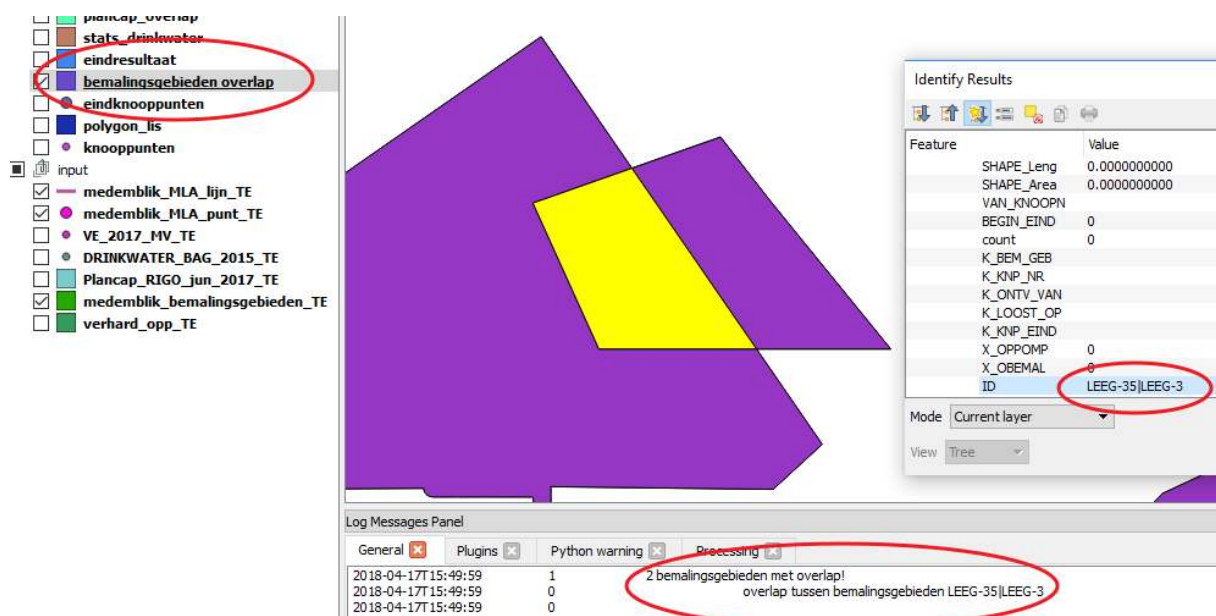 plancap_overlap
stats_drinkwater
eindresultaat
bemalingsgebieden overlap
eindknooppunten
polygon_lis
knooppunten
input
medemblik_MLA_lijn_TE
medemblik_MLA_punt_TE
VE_2017_MV_TE
DRINKWATER_BAG_2015_TE
Plancap_RIGO_jun_2017_TE
medemblik_bemalingsgebieden_TE
verhard_opp_TE
Identify Results
Feature Value
SHAPE_Leng 0.0000000000
SHAPE_Area 0.0000000000
VAN_KNOOPN
BEGIN_EIND 0
count 0
K_BEM_GEB
K_KNP_NR
K_ONTV_VAN
K_LOOST_OP
K_KNP_EIND
X_OPPOMP 0
X_OBEMAL 0
ID LEEG-35|LEEG-3
Mode Current layer
View Tree
Log Messages Panel
General Plugins Python warning Processing
2018-04-17T15:49:59 1 2 bemalingsgebieden met overlap!
2018-04-17T15:49:59 0 overlap tussen bemalingsgebieden LEEG-35|LEEG-3
2018-04-17T15:49:59 0